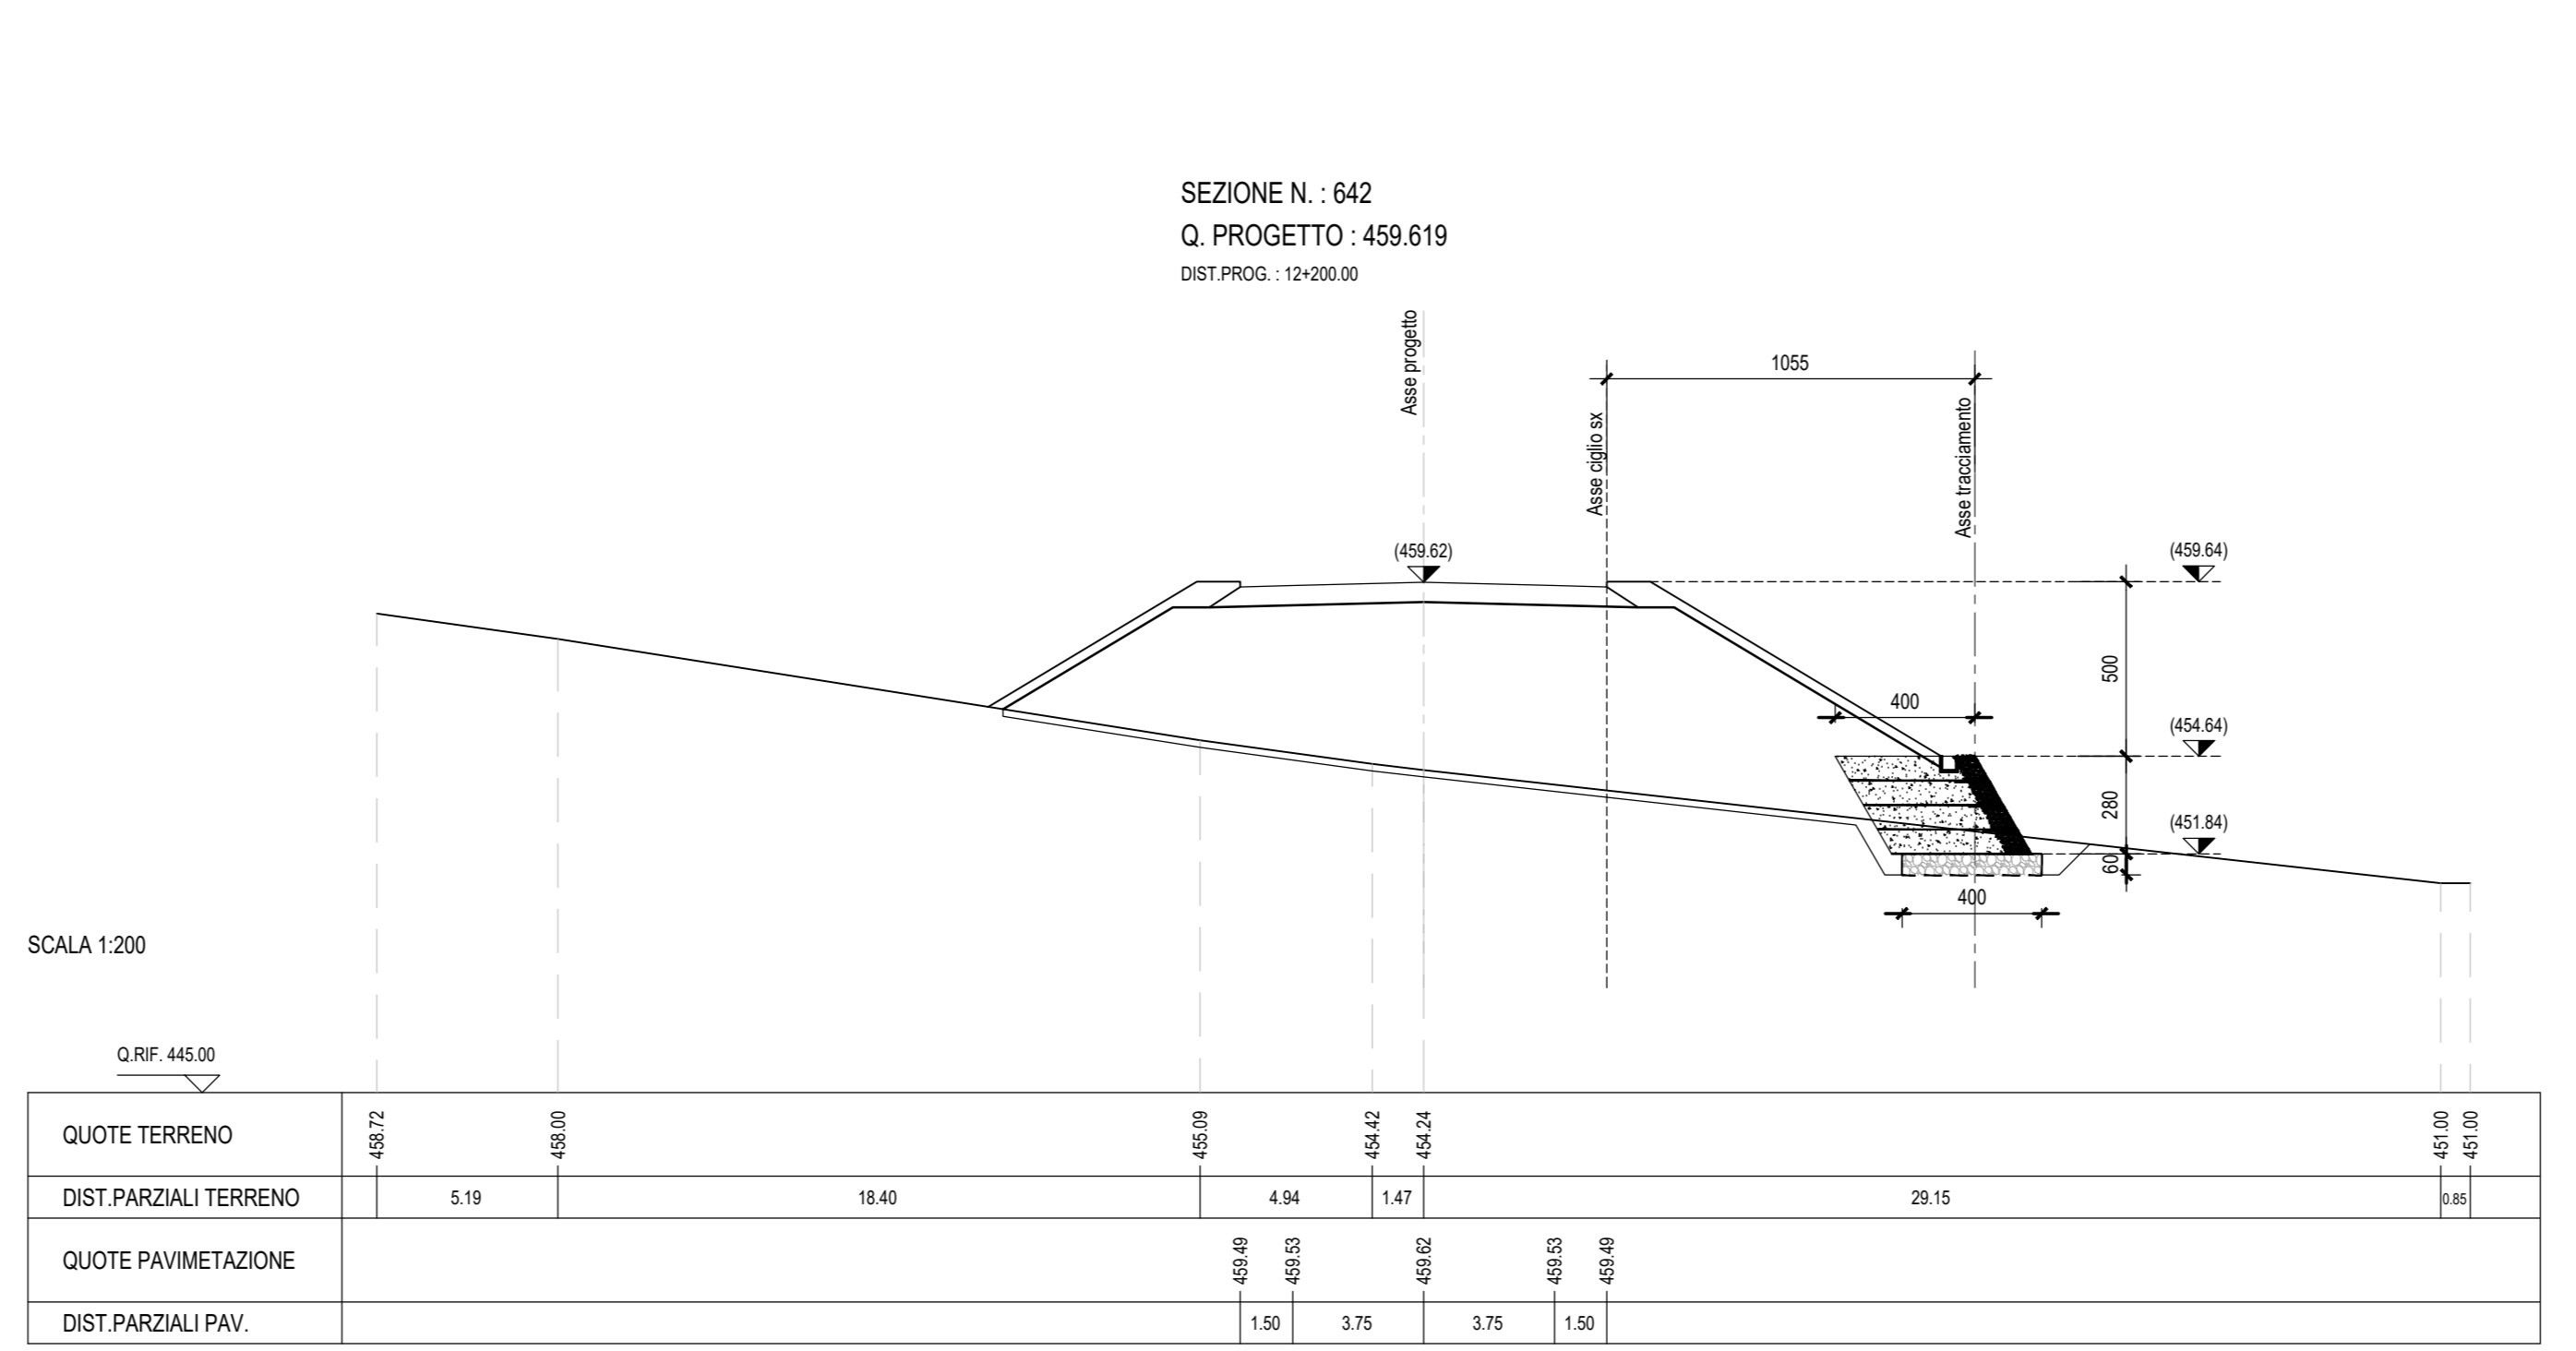 SEZIONE N. : 642
Q. PROGETTO : 459.619
DIST.PROG. : 12+200.00
Asse progetto
1055
Asse ciglio sx
Asse tracciamento
(459.62)
(459.64)
500
400
(454.64)
280
(451.84)
60
400
SCALA 1:200
Q.RIF. 445.00
QUOTE TERRENO 458.72 458.00 455.09 454.42 454.24 451.00 451.00
DIST.PARZIALI TERRENO 5.19 18.40 4.94 1.47 29.15 0.85
QUOTE PAVIMETAZIONE 459.49 459.53 459.62 459.53 459.49
DIST.PARZIALI PAV. 1.50 3.75 3.75 1.50